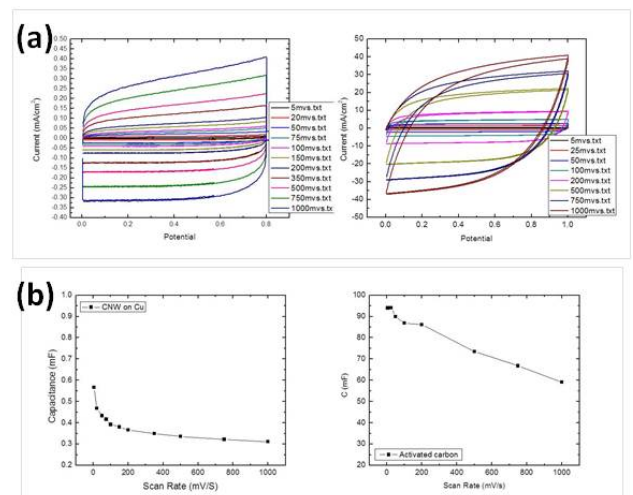 (a)
Current (mA/cm²)
0.50
0.45
0.40
0.35
0.30
0.25
0.20
0.15
0.10
0.05
0.00
-0.05
-0.10
-0.15
-0.20
-0.25
-0.30
-0.35
-0.40
0.0 0.2 0.4 0.6 0.8
Potential
5mvs.txt
20mvs.txt
50mvs.txt
75mvs.txt
100mvs.txt
150mvs.txt
200mvs.txt
350mvs.txt
500mvs.txt
750mvs.txt
1000mvs.txt
Current (mA/cm²)
50
40
30
20
10
0
-10
-20
-30
-40
-50
0.0 0.2 0.4 0.6 0.8 1.0
Potential
5mvs.txt
25mvs.txt
50mvs.txt
100mvs.txt
200mvs.txt
500mvs.txt
750mvs.txt
1000mvs.txt
(b)
Capacitance (mF)
1.0
0.9
0.8
0.7
0.6
0.5
0.4
0.3
0.2
CNW on Cu
0 200 400 600 800 1000
Scan Rate (mV/S)
C (mF)
100
90
80
70
60
50
40
30
20
10
0
Activated carbon
0 200 400 600 800 1000
Scan Rate (mV/s)